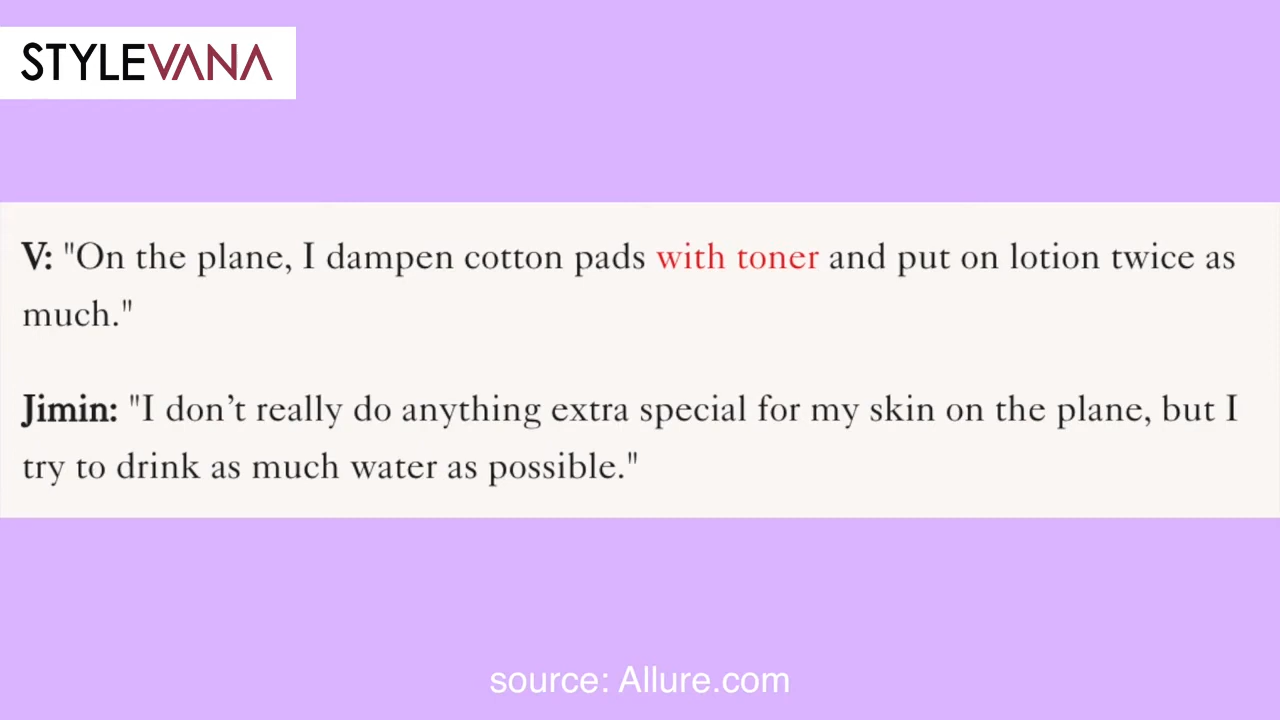 STYLEVANA
V: "On the plane, I dampen cotton pads with toner and put on lotion twice as
much."
Jimin: "I don’t really do anything extra special for my skin on the plane, but I
try to drink as much water as possible."
source: Allure.com